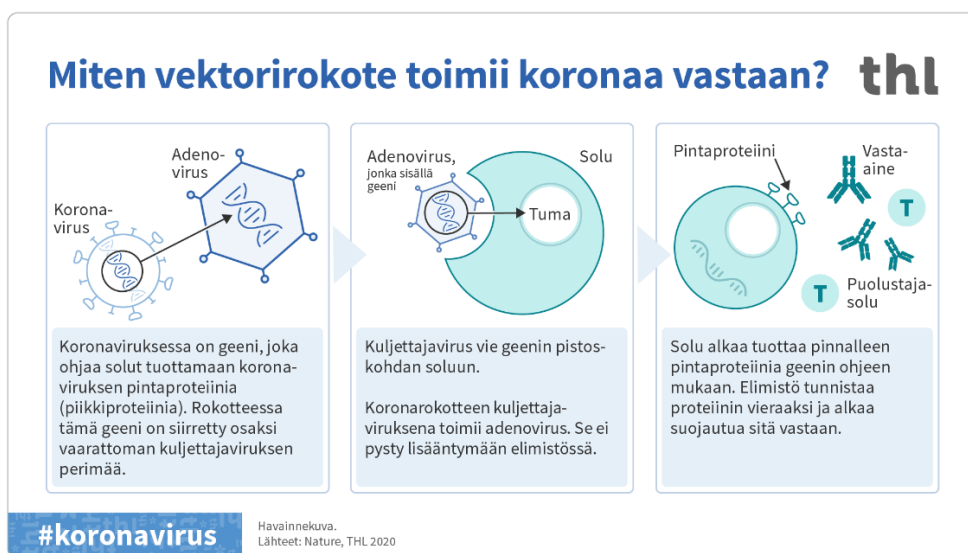 Miten vektorirokote toimii koronaa vastaan?
thl
Adeno-
virus
Korona-
virus
Koronaviruksessa on geeni, joka
ohjaa solut tuottamaan korona-
viruksen pintaproteiinia
(piikkiproteiinia). Rokotteessa
tämä geeni on siirretty osaksi
vaarattoman kuljettajaviruksen
perimää.
Adenovirus,
jonka sisällä
geeni
Solu
Tuma
Kuljettajavirus vie geenin pistos-
kohdan soluun.
Koronarokotteen kuljettaja-
viruksena toimii adenovirus. Se ei
pysty lisääntymään elimistössä.
Pintaproteiini
Vasta-
aine
T
T
Puolustaja-
solu
Solu alkaa tuottaa pinnalleen
pintaproteiinia geenin ohjeen
mukaan. Elimistö tunnistaa
proteiinin vieraaksi ja alkaa
suojautua sitä vastaan.
#koronavirus
Havainnekuva.
Lähteet: Nature, THL 2020